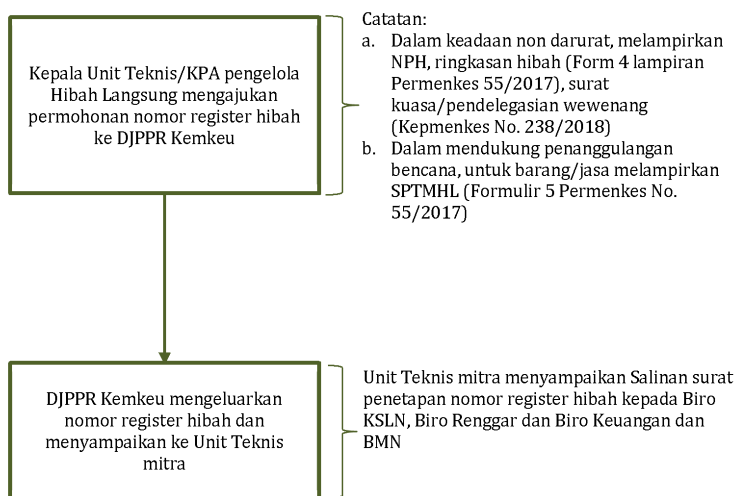 Kepala Unit Teknis/KPA pengelola
Hibah Langsung mengajukan
permohonan nomor register hibah
ke DJPPR Kemkeu
Catatan:
a. Dalam keadaan non darurat, melampirkan
NPH, ringkasan hibah (Form 4 lampiran
Permenkes 55/2017), surat
kuasa/pendelegasian wewenang
(Kepmenkes No. 238/2018)
b. Dalam mendukung penanggulangan
bencana, untuk barang/jasa melampirkan
SPTMHL (Formulir 5 Permenkes No.
55/2017)
DJPPR Kemkeu mengeluarkan
nomor register hibah dan
menyampaikan ke Unit Teknis
mitra
Unit Teknis mitra menyampaikan Salinan surat
penetapan nomor register hibah kepada Biro
KSLN, Biro Renggar dan Biro Keuangan dan
BMN